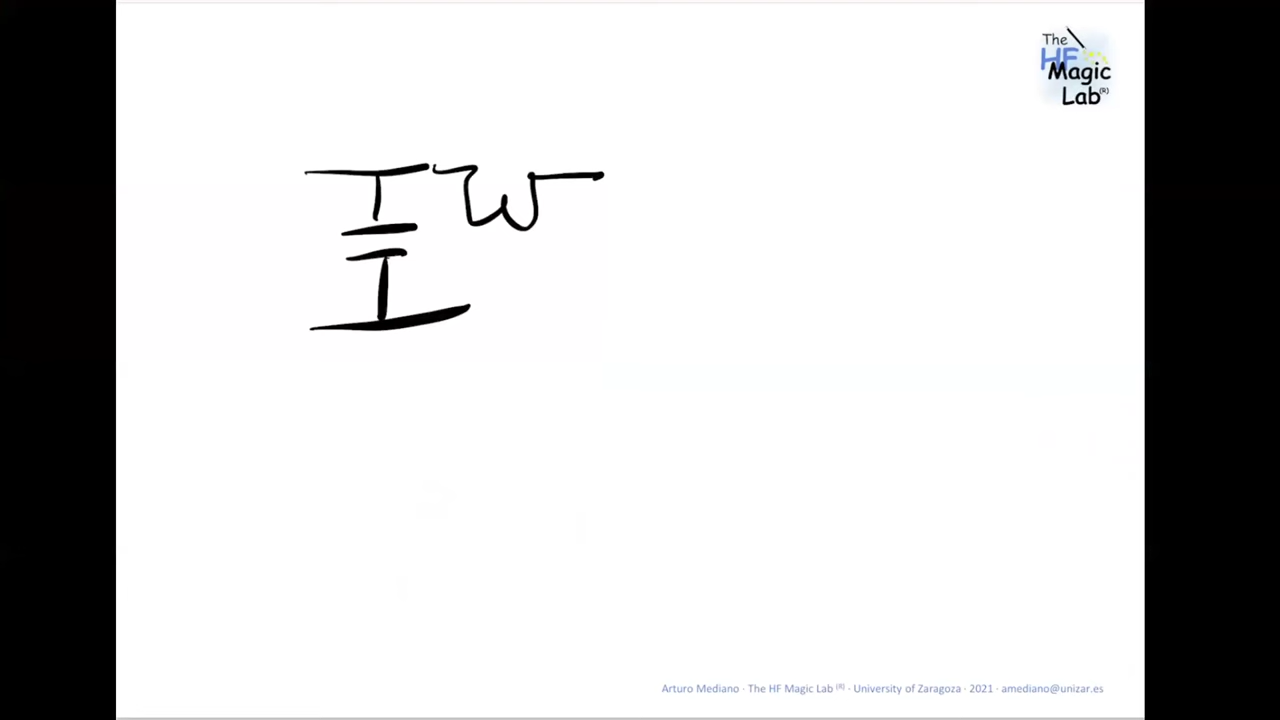 The
HF
Magic
Lab(R)
Arturo Mediano · The HF Magic Lab (R) · University of Zaragoza · 2021 · amediano@unizar.es